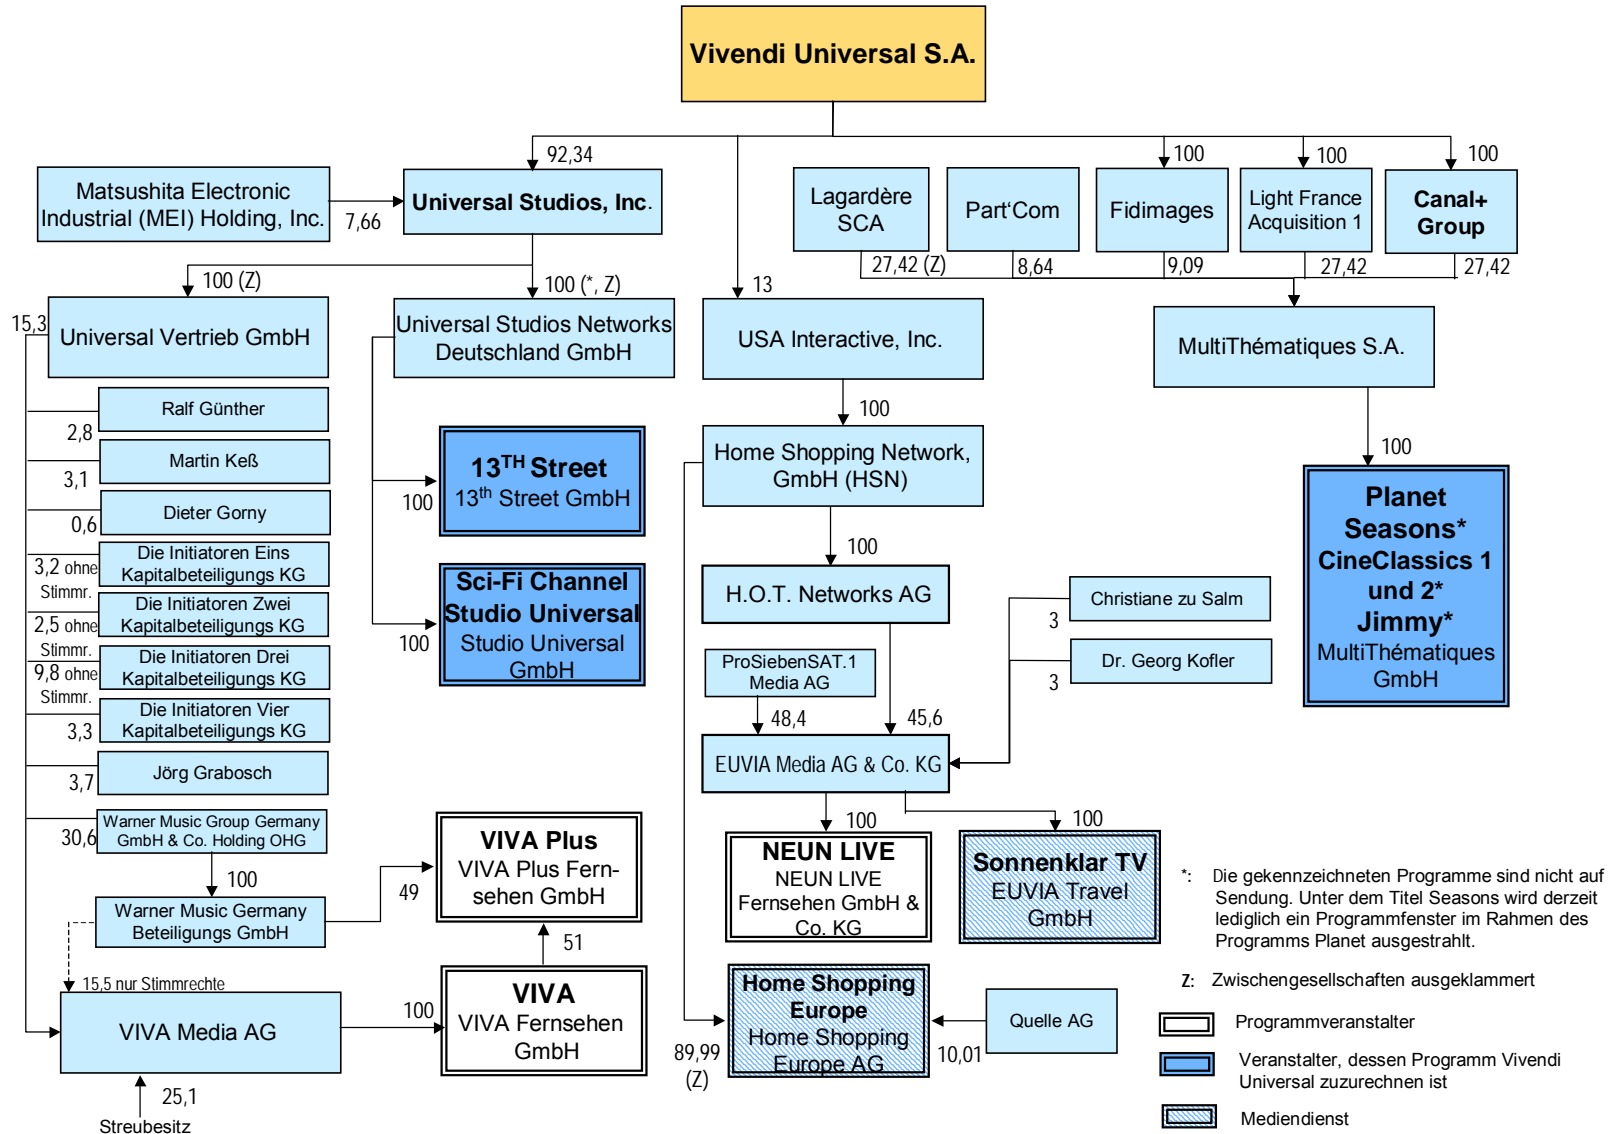 Vivendi Universal S.A.
92,34
100
100
100
Matsushita Electronic
Industrial (MEI) Holding, Inc.
7,66
Universal Studios, Inc.
Lagardère
SCA
Part‘Com
Fidimages
Light France
Acquisition 1
Canal+
Group
27,42 (Z)
8,64
9,09
27,42
27,42
100 (Z)
100 (*, Z)
13
15,3
Universal Vertrieb GmbH
Universal Studios Networks
Deutschland GmbH
USA Interactive, Inc.
MultiThématiques S.A.
Ralf Günther
2,8
Martin Keß
3,1
Dieter Gorny
0,6
Die Initiatoren Eins
Kapitalbeteiligungs KG
3,2 ohne
Stimmr.
Die Initiatoren Zwei
Kapitalbeteiligungs KG
2,5 ohne
Stimmr.
Die Initiatoren Drei
Kapitalbeteiligungs KG
9,8 ohne
Stimmr.
Die Initiatoren Vier
Kapitalbeteiligungs KG
3,3
Jörg Grabosch
3,7
Warner Music Group Germany
GmbH & Co. Holding OHG
30,6
100
Warner Music Germany
Beteiligungs GmbH
15,5 nur Stimmrechte
VIVA Media AG
25,1
Streubesitz
13TH Street
13th Street GmbH
100
Sci-Fi Channel
Studio Universal
Studio Universal
GmbH
100
VIVA Plus
VIVA Plus Fern-
sehen GmbH
49
51
VIVA
VIVA Fernsehen
GmbH
100
100
Home Shopping Network,
GmbH (HSN)
100
H.O.T. Networks AG
ProSiebenSAT.1
Media AG
48,4
45,6
Christiane zu Salm
3
Dr. Georg Kofler
3
EUVIA Media AG & Co. KG
100
100
NEUN LIVE
NEUN LIVE
Fernsehen GmbH &
Co. KG
Sonnenklar TV
EUVIA Travel
GmbH
Home Shopping
Europe
Home Shopping
Europe AG
89,99
(Z)
10,01
Quelle AG
100
Planet
Seasons*
CineClassics 1
und 2*
Jimmy*
MultiThématiques
GmbH
*: Die gekennzeichneten Programme sind nicht auf
Sendung. Unter dem Titel Seasons wird derzeit
lediglich ein Programmfenster im Rahmen des
Programms Planet ausgestrahlt.
Z: Zwischengesellschaften ausgeklammert
Programmveranstalter
Veranstalter, dessen Programm Vivendi
Universal zuzurechnen ist
Mediendienst